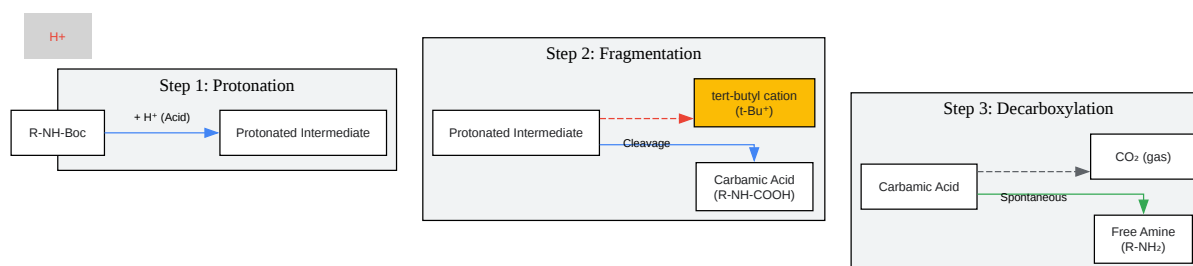 H+
Step 1: Protonation
R-NH-Boc
+ H⁺ (Acid)
Protonated Intermediate
Step 2: Fragmentation
Protonated Intermediate
Cleavage
tert-butyl cation
(t-Bu⁺)
Carbamic Acid
(R-NH-COOH)
Step 3: Decarboxylation
Carbamic Acid
Spontaneous
CO₂ (gas)
Free Amine
(R-NH₂)